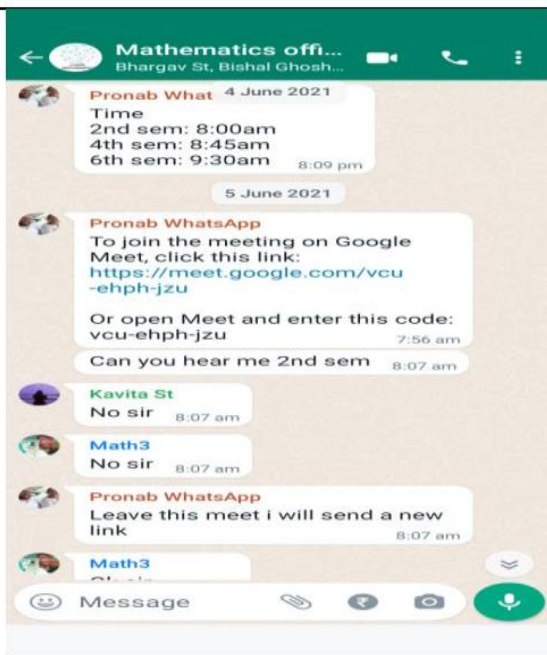 Mathematics offi...
Bhargav St, Bishal Ghosh...
4 June 2021
Pronab What
Time
2nd sem: 8:00am
4th sem: 8:45am
6th sem: 9:30am
8:09 pm
5 June 2021
Pronab WhatsApp
To join the meeting on Google
Meet, click this link:
https://meet.google.com/vcu
-ehph-jzu
Or open Meet and enter this code:
vcu-ehph-jzu
7:56 am
Can you hear me 2nd sem 8:07 am
Kavita St
No sir 8:07 am
Math3
No sir 8:07 am
Pronab WhatsApp
Leave this meet i will send a new
link
8:07 am
Math3
Message